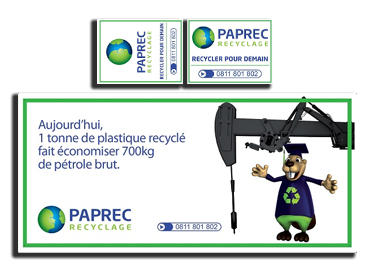 PAPREC
RECYCLAGE
RECYCLER POUR DEMAIN
0811 801 802
PAPREC
RECYCLAGE
RECYCLER POUR DEMAIN
0811 801 802
Aujourd'hui,
1 tonne de plastique recyclé
fait économiser 700kg
de pétrole brut.
PAPREC
RECYCLAGE
0811 801 802